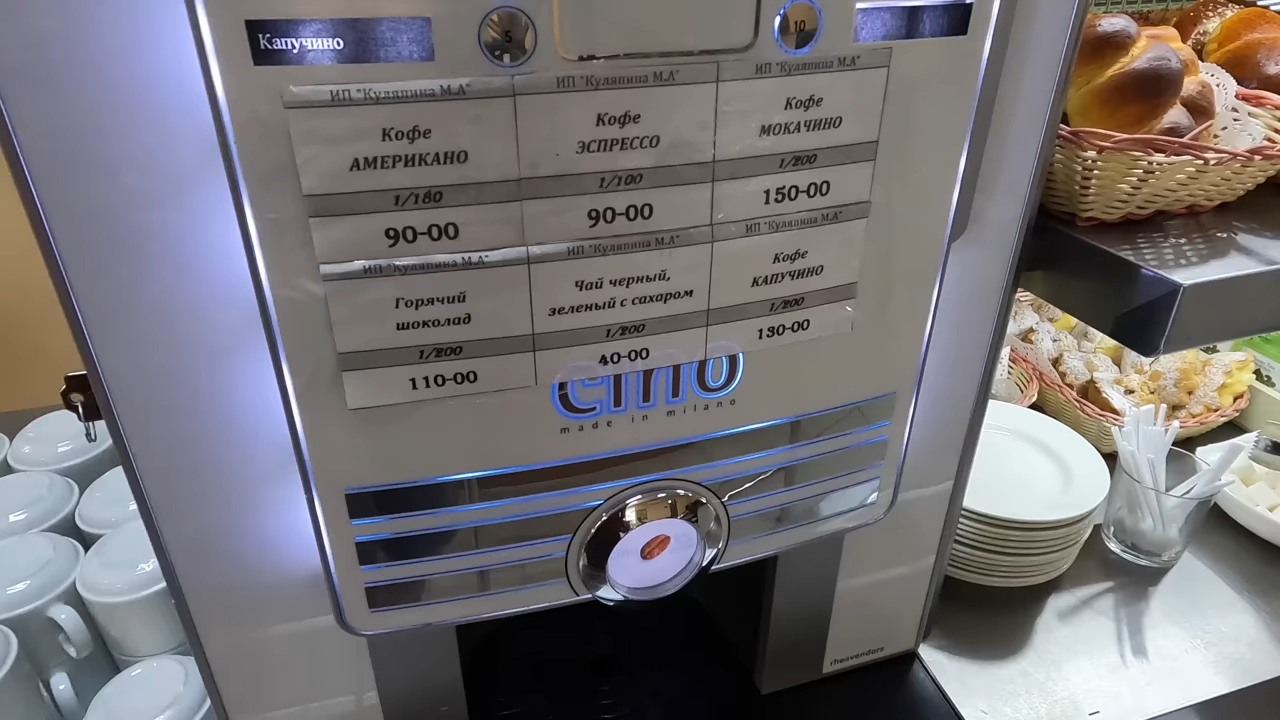 Капучино
5
10
ИП "Куляпина М.А"
Кофе
АМЕРИКАНО
1/180
90-00
ИП "Куляпина М.А"
Кофе
ЭСПРЕССО
1/100
90-00
ИП "Куляпина М.А"
Кофе
МОКАЧИНО
1/200
150-00
ИП "Куляпина М.А"
Горячий
шоколад
1/200
110-00
ИП "Куляпина М.А"
Чай черный,
зеленый с сахаром
1/200
40-00
ИП "Куляпина М.А"
Кофе
КАПУЧИНО
1/200
130-00
cino
made in milano
rheavendors